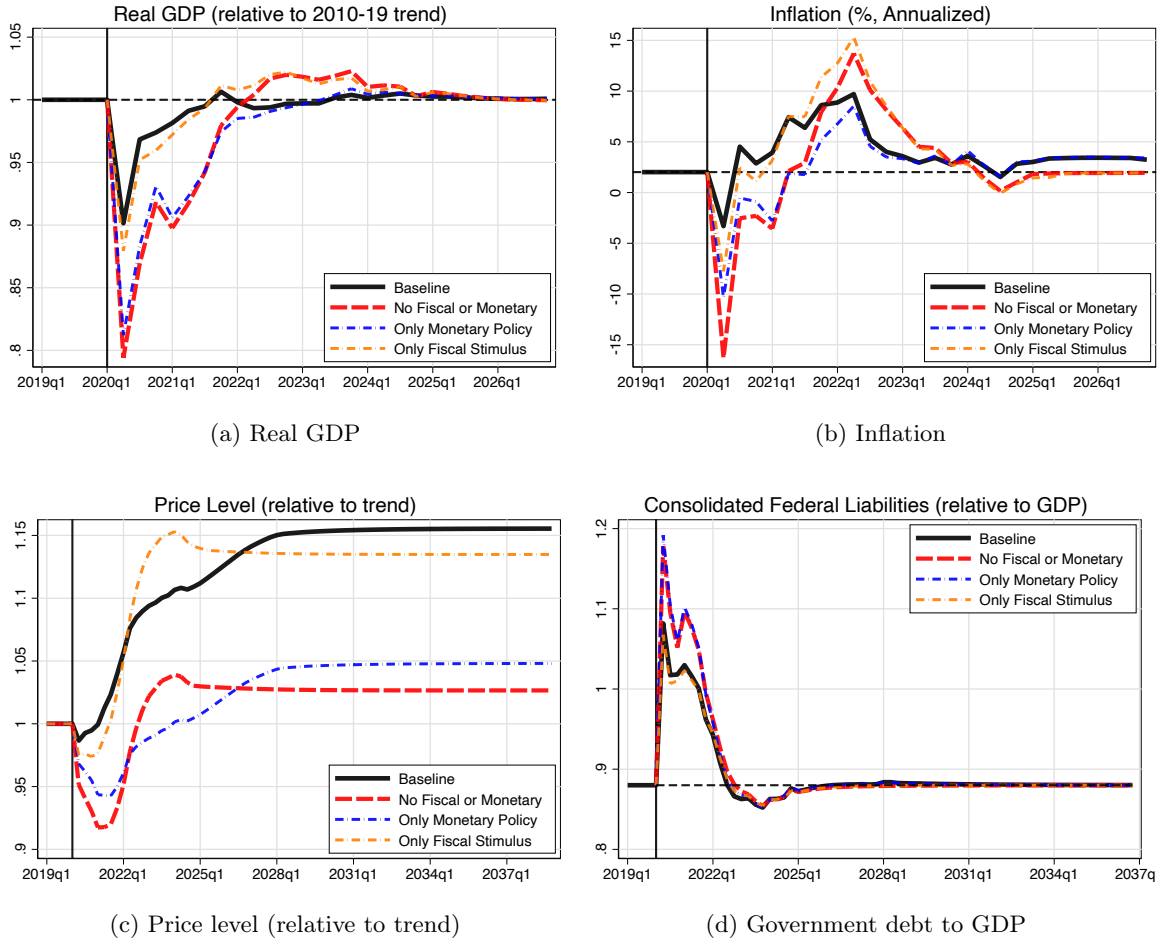 Real GDP (relative to 2010-19 trend)
1.05
1
.95
.9
.85
.8
Baseline
No Fiscal or Monetary
Only Monetary Policy
Only Fiscal Stimulus
2019q1 2020q1 2021q1 2022q1 2023q1 2024q1 2025q1 2026q1
(a) Real GDP
Inflation (%, Annualized)
15
10
5
0
-5
-10
-15
Baseline
No Fiscal or Monetary
Only Monetary Policy
Only Fiscal Stimulus
2019q1 2020q1 2021q1 2022q1 2023q1 2024q1 2025q1 2026q1
(b) Inflation
Price Level (relative to trend)
1.15
1.1
1.05
1
.95
.9
Baseline
No Fiscal or Monetary
Only Monetary Policy
Only Fiscal Stimulus
2019q1 2022q1 2025q1 2028q1 2031q1 2034q1 2037q1
(c) Price level (relative to trend)
Consolidated Federal Liabilities (relative to GDP)
1.2
1.1
1
.9
.8
Baseline
No Fiscal or Monetary
Only Monetary Policy
Only Fiscal Stimulus
2019q1 2022q1 2025q1 2028q1 2031q1 2034q1 2037q
(d) Government debt to GDP